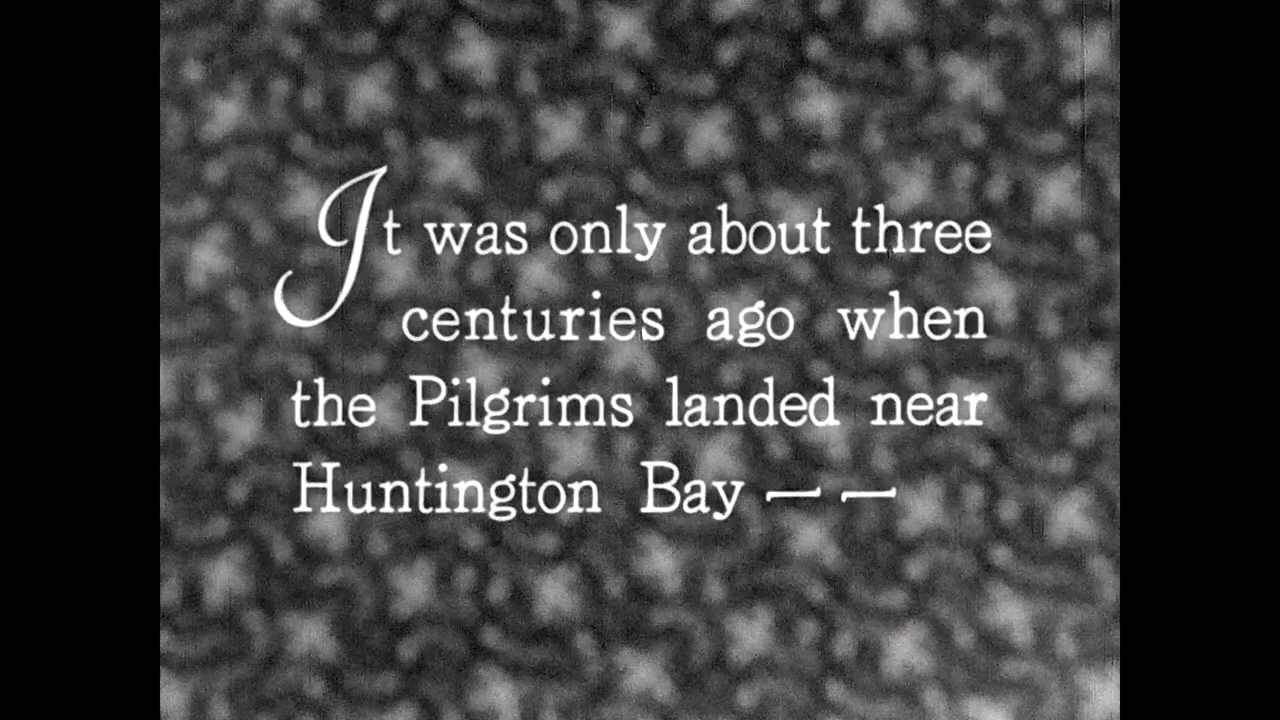 It was only about three
centuries ago when
the Pilgrims landed near
Huntington Bay — —